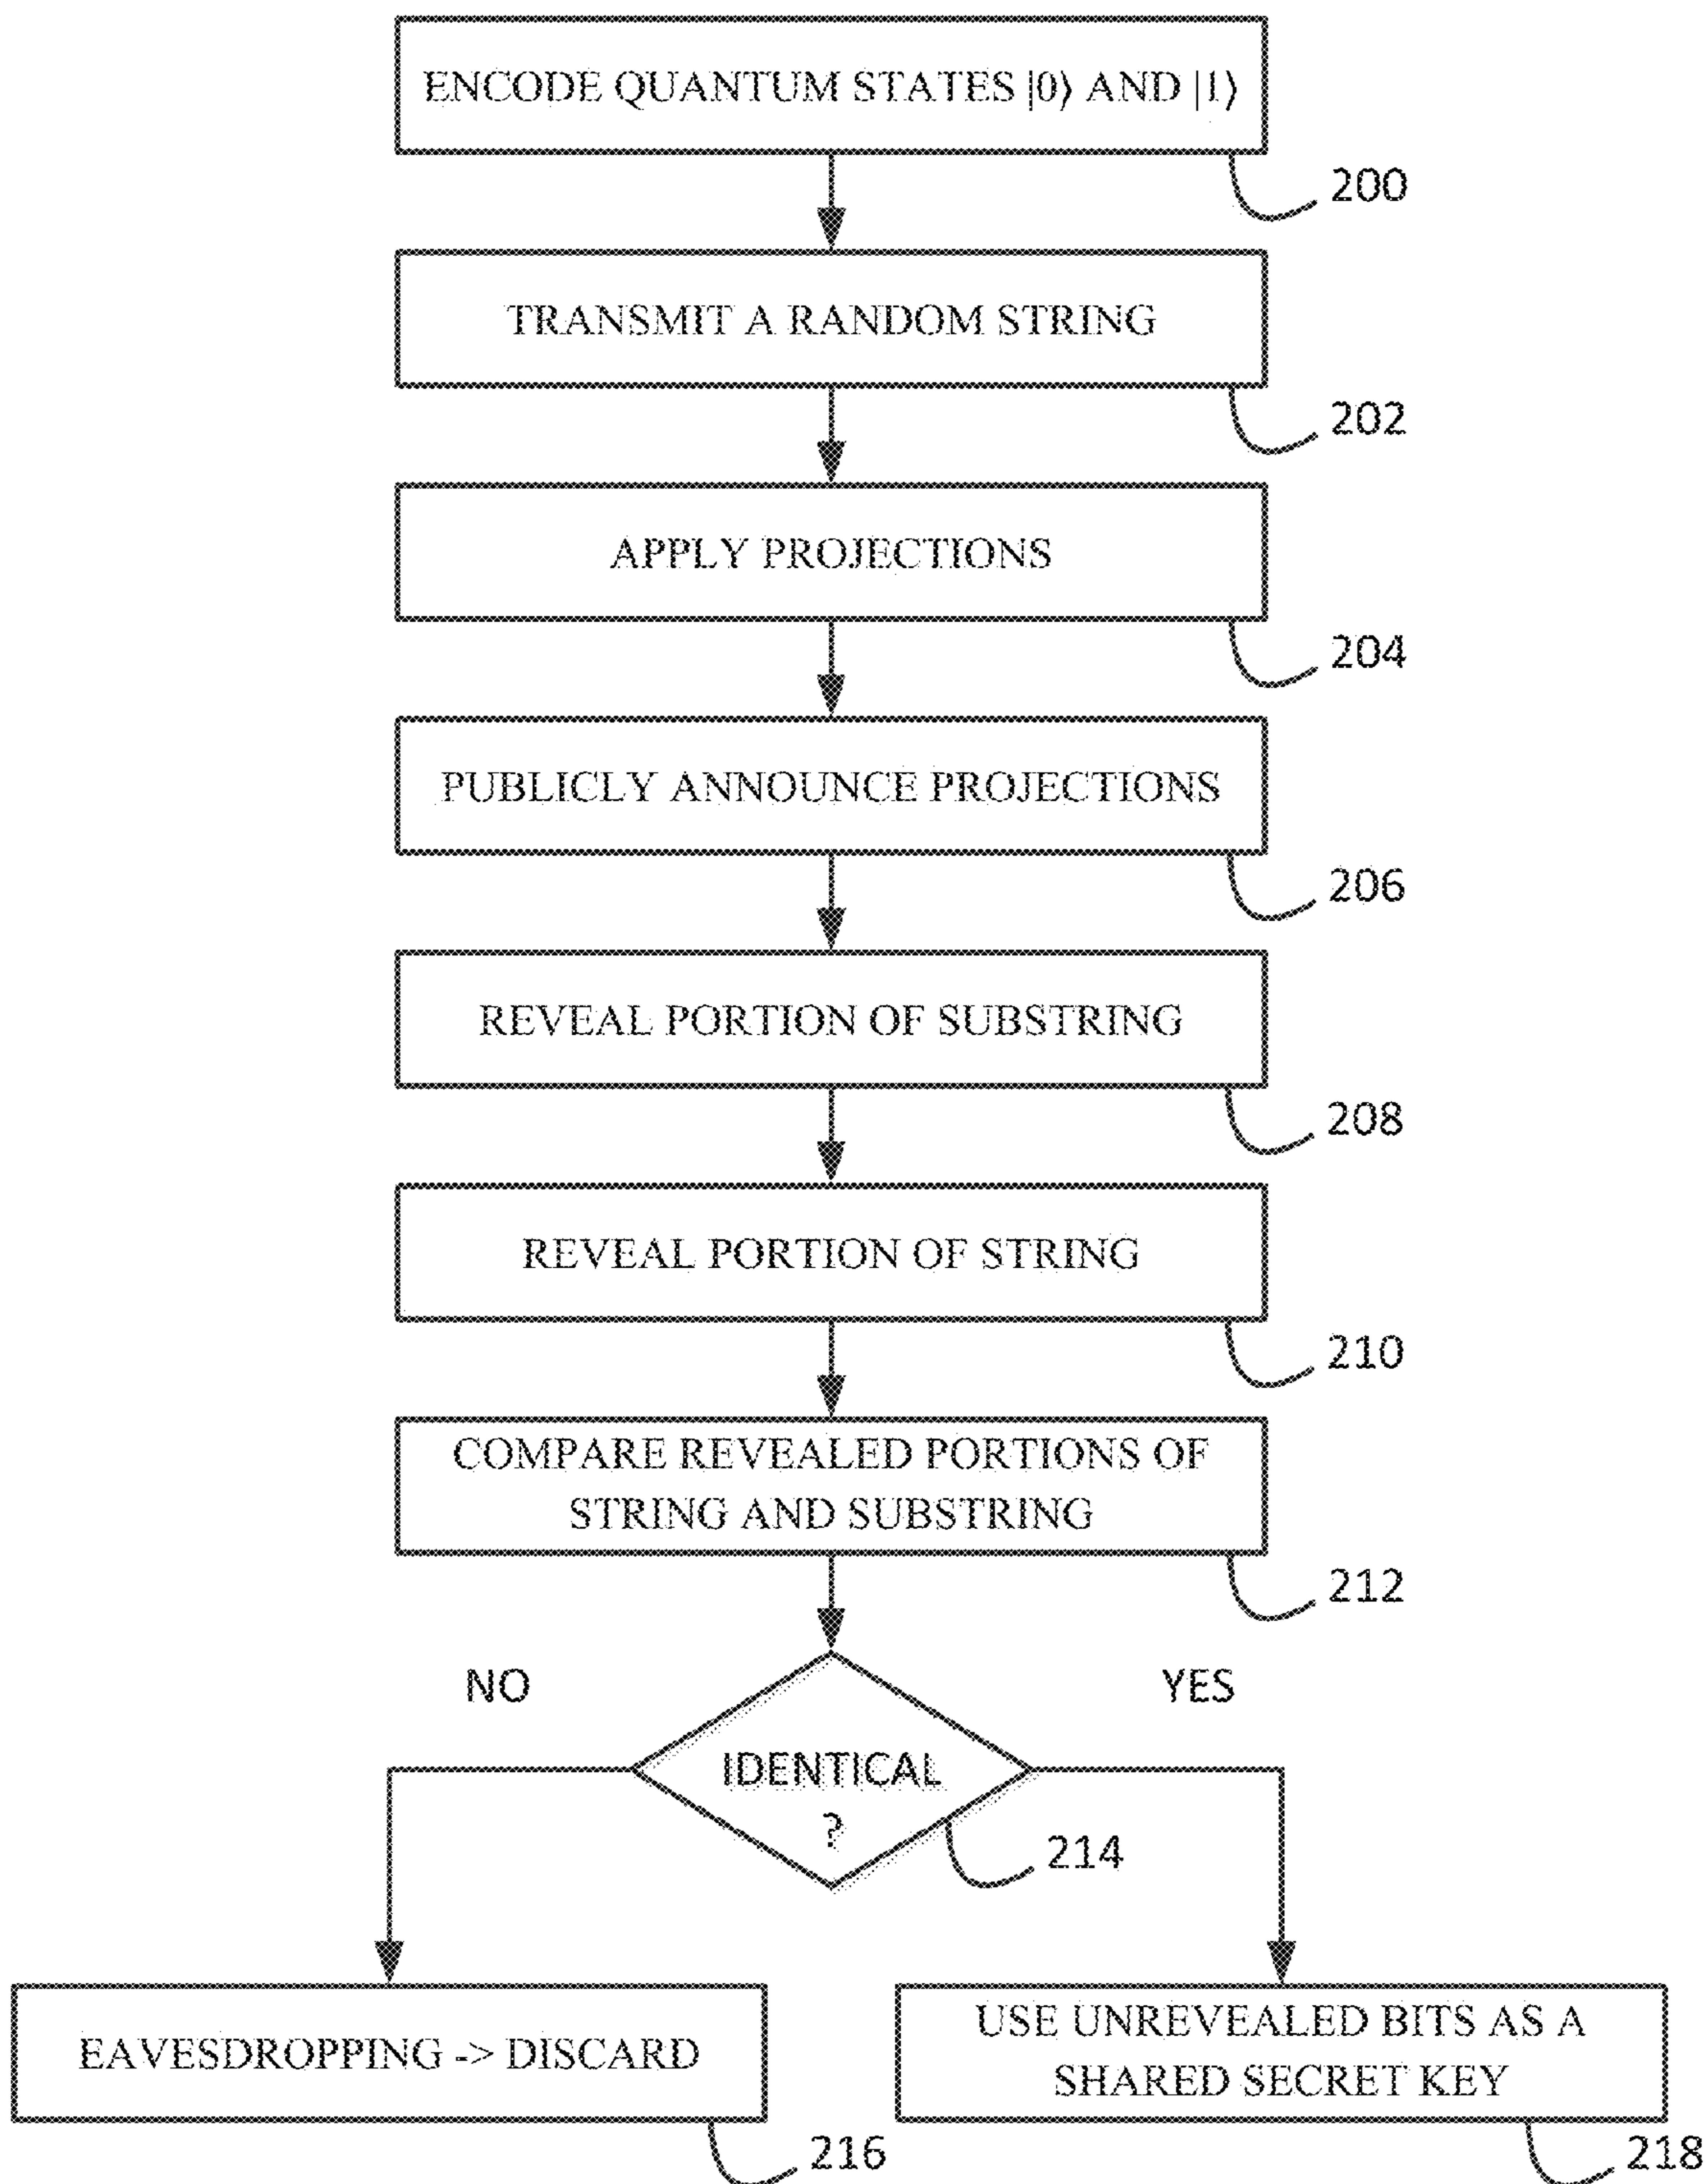 ENCODE QUANTUM STATES |0⟩ AND |1⟩
200
TRANSMIT A RANDOM STRING
202
APPLY PROJECTIONS
204
PUBLICLY ANNOUNCE PROJECTIONS
206
REVEAL PORTION OF SUBSTRING
208
REVEAL PORTION OF STRING
210
COMPARE REVEALED PORTIONS OF
STRING AND SUBSTRING
212
NO
YES
IDENTICAL
?
214
EAVESDROPPING -> DISCARD
216
USE UNREVEALED BITS AS A
SHARED SECRET KEY
218